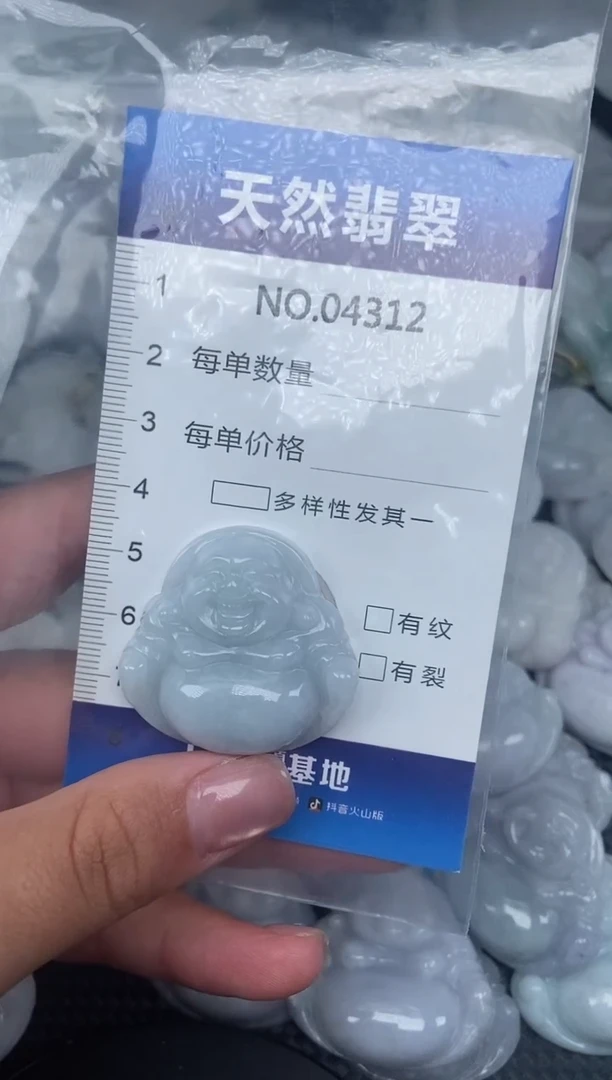 天然翡翠
NO.04312
1
2
每单数量
3
每单价格
4
多样性发其一
5
6
有纹
有裂
基地
抖音火山版